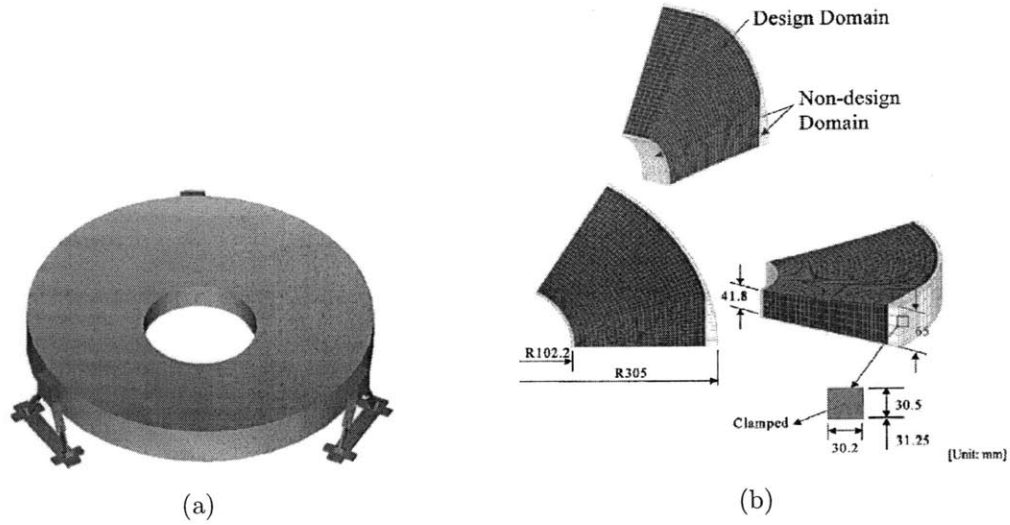 Design Domain
Non-design
Domain
41.8
65
R102.2
R305
Clamped
30.5
30.2
31.25
[Unit: mm]
(a)
(b)